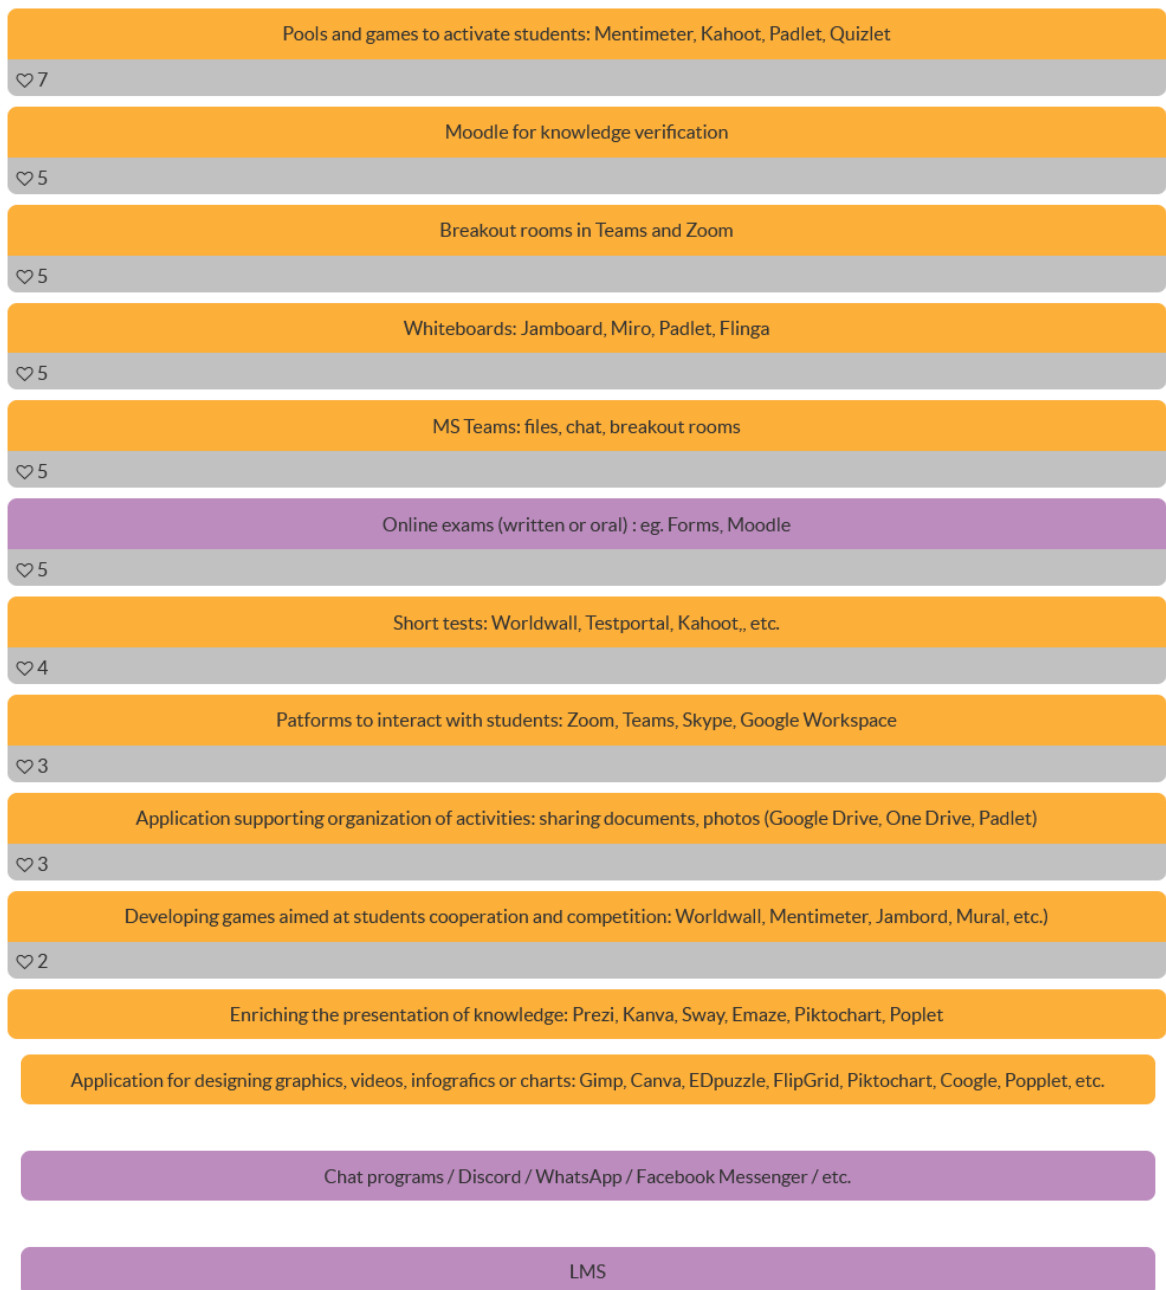 Pools and games to activate students: Mentimeter, Kahoot, Padlet, Quizlet
♡ 7
Moodle for knowledge verification
♡ 5
Breakout rooms in Teams and Zoom
♡ 5
Whiteboards: Jamboard, Miro, Padlet, Flinga
♡ 5
MS Teams: files, chat, breakout rooms
♡ 5
Online exams (written or oral) : eg. Forms, Moodle
♡ 5
Short tests: Worldwall, Testportal, Kahoot,, etc.
♡ 4
Patforms to interact with students: Zoom, Teams, Skype, Google Workspace
♡ 3
Application supporting organization of activities: sharing documents, photos (Google Drive, One Drive, Padlet)
♡ 3
Developing games aimed at students cooperation and competition: Worldwall, Mentimeter, Jambord, Mural, etc.)
♡ 2
Enriching the presentation of knowledge: Prezi, Kanva, Sway, Emaze, Piktochart, Poplet
Application for designing graphics, videos, infografics or charts: Gimp, Canva, EDpuzzle, FlipGrid, Piktochart, Coogle, Popplet, etc.
Chat programs / Discord / WhatsApp / Facebook Messenger / etc.
LMS